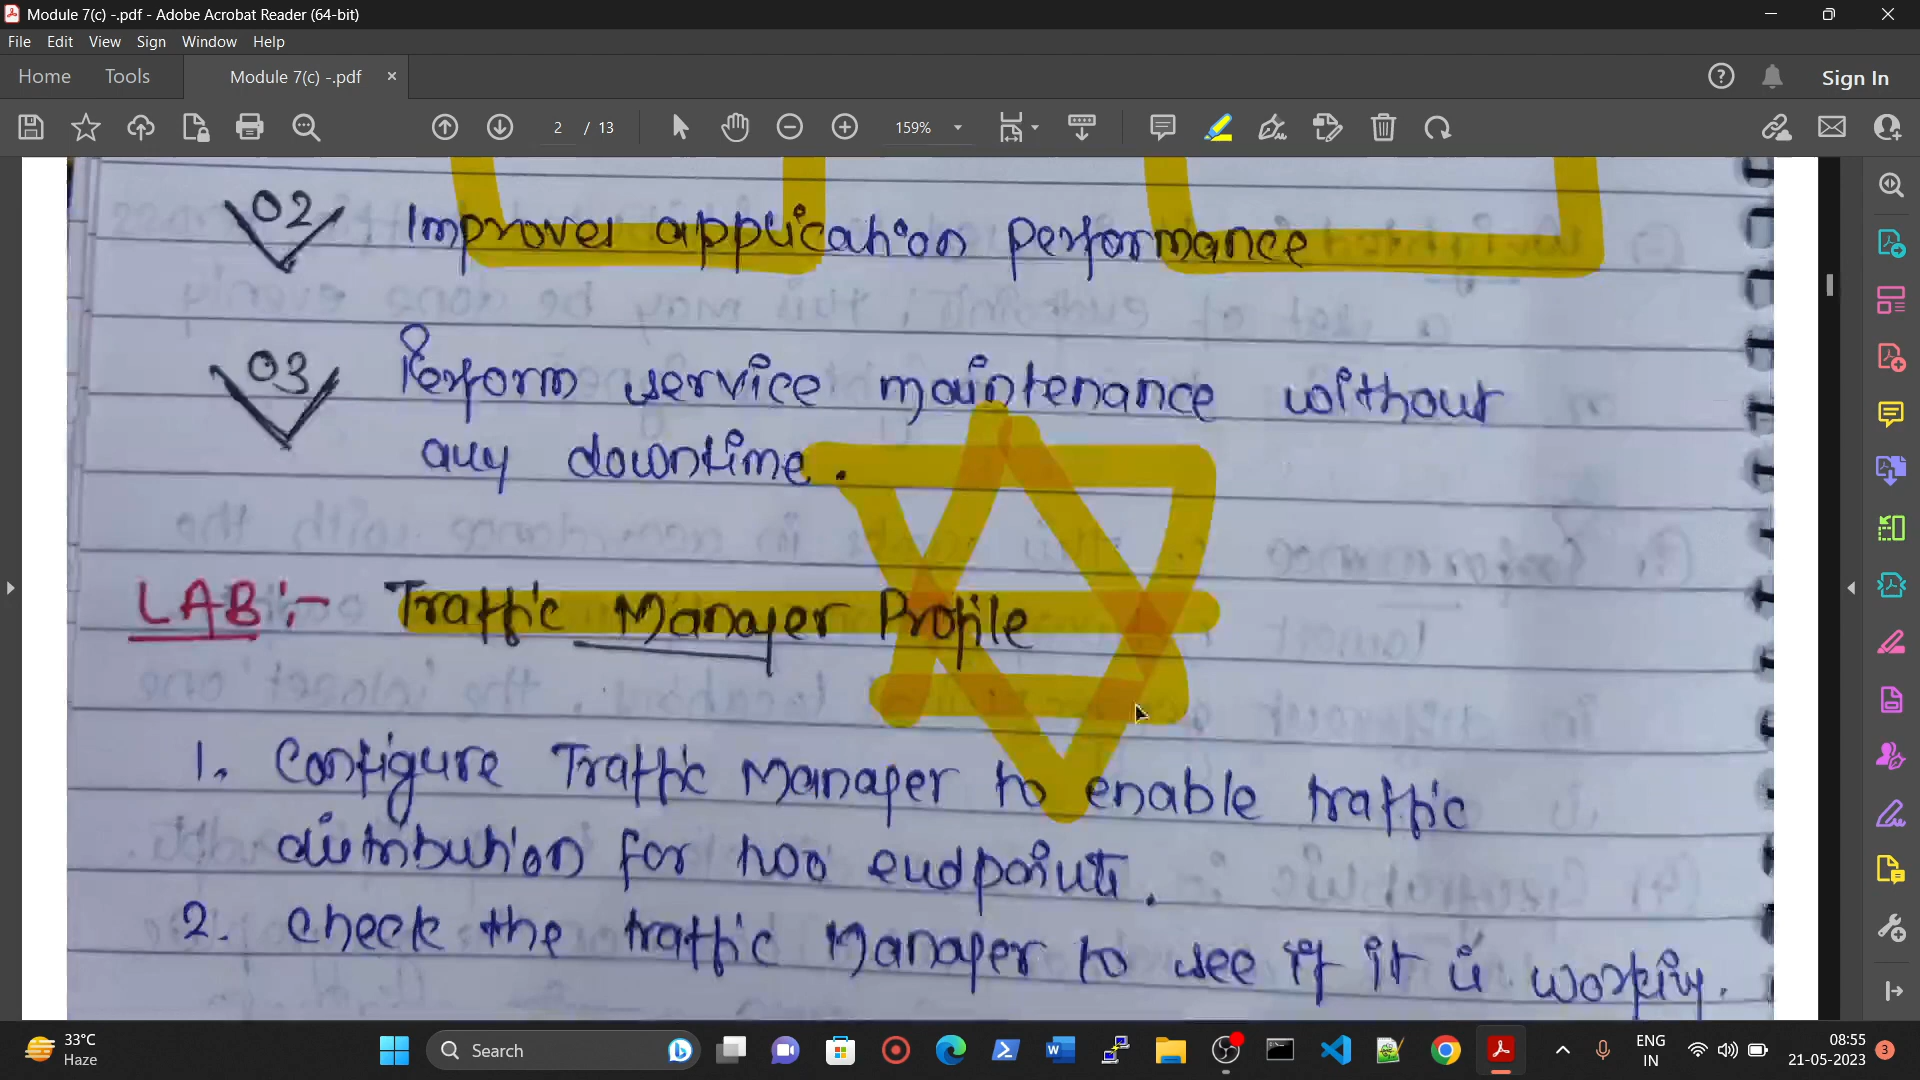 Module 7(c) -.pdf - Adobe Acrobat Reader (64-bit)
File Edit View Sign Window Help
Home Tools Module 7(c) -.pdf × Sign In
2 / 13 159%
02 Improves application performance
03 Perform service maintenance without
any downtime.
LAB:- Traffic Manager Profile
1. Configure Traffic Manager to enable traffic
distribution for two endpoints.
2. Check the traffic Manager to see if it is working.
33°C
Haze
Search
ENG
IN
08:55
21-05-2023
3